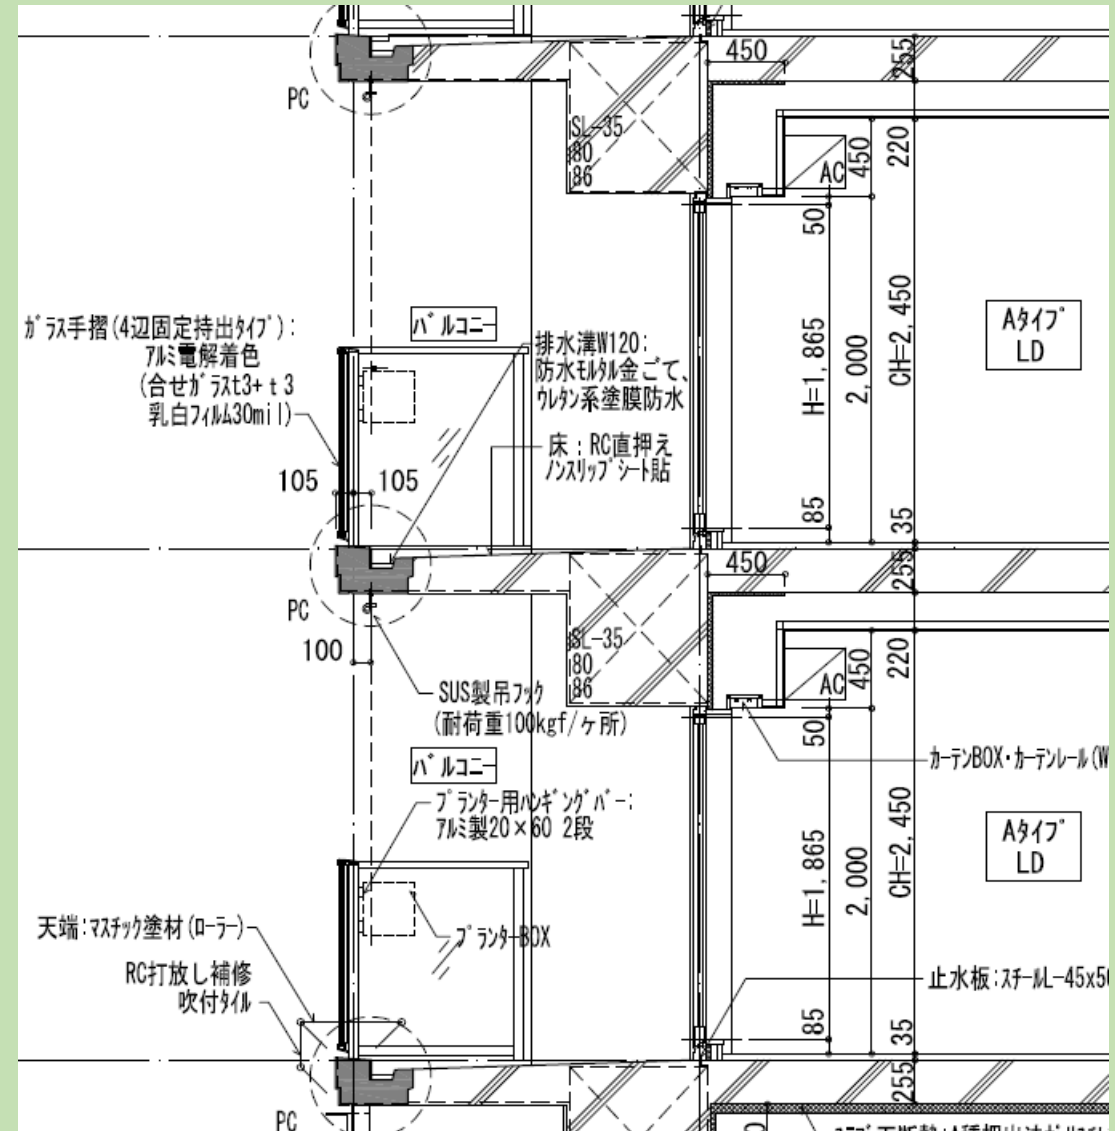 450
255
PC
SL-35
80
86
AC
450
220
50
ガラス手摺(4辺固定持出タイプ):
アルミ電解着色
(合せガラスt3+ｔ3
乳白フィルム30mil)
バルコニー
排水溝W120:
防水モルタル金ごて、
ウレタン系塗膜防水
床：RC直押え
ノンスリップシート貼
H=1,865
2,000
CH=2,450
Aタイプ
LD
105
105
85
35
450
255
PC
100
SL-35
80
86
AC
450
220
50
SUS製吊フック
(耐荷重100kgf/ヶ所)
バルコニー
カーテンBOX・カーテンレール(W
プランター用ハンギングバー:
アルミ製20×60 2段
H=1,865
2,000
CH=2,450
Aタイプ
LD
天端:マスチック塗材(ローラー)
プランターBOX
RC打放し補修
吹付タイル
止水板:スチールL-45x50
85
35
255
PC